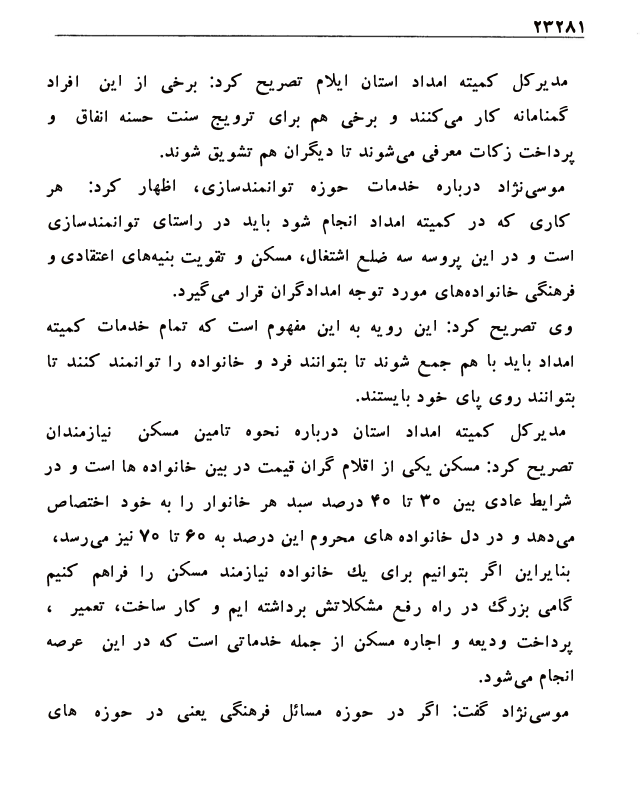 ۲۳۲۸۱
مدیرکل کمیته امداد استان ایلام تصریح کرد: برخی از این افراد
گمنامانه کار می‌کنند و برخی هم برای ترویج سنت حسنه انفاق و
پرداخت زکات معرفی می‌شوند تا دیگران هم تشویق شوند.
موسی‌نژاد درباره خدمات حوزه توانمندسازی، اظهار کرد: هر
کاری که در کمیته امداد انجام شود باید در راستای توانمندسازی
است و در این پروسه سه ضلع اشتغال، مسکن و تقویت بنیه‌های اعتقادی و
فرهنگی خانواده‌های مورد توجه امدادگران قرار می‌گیرد.
وی تصریح کرد: این رویه به این مفهوم است که تمام خدمات کمیته
امداد باید با هم جمع شوند تا بتوانند فرد و خانواده را توانمند کنند تا
بتوانند روی پای خود بایستند.
مدیرکل کمیته امداد استان درباره نحوه تامین مسکن نیازمندان
تصریح کرد: مسکن یکی از اقلام گران قیمت در بین خانواده ها است و در
شرایط عادی بین ۳۰ تا ۴۰ درصد سبد هر خانوار را به خود اختصاص
می‌دهد و در دل خانواده های محروم این درصد به ۶۰ تا ۷۰ نیز می‌رسد،
بنایراین اگر بتوانیم برای یك خانواده نیازمند مسکن را فراهم کنیم
گامی بزرگ در راه رفع مشکلاتش برداشته ایم و کار ساخت، تعمیر ،
پرداخت ودیعه و اجاره مسکن از جمله خدماتی است که در این عرصه
انجام می‌شود.
موسی‌نژاد گفت: اگر در حوزه مسائل فرهنگی یعنی در حوزه های